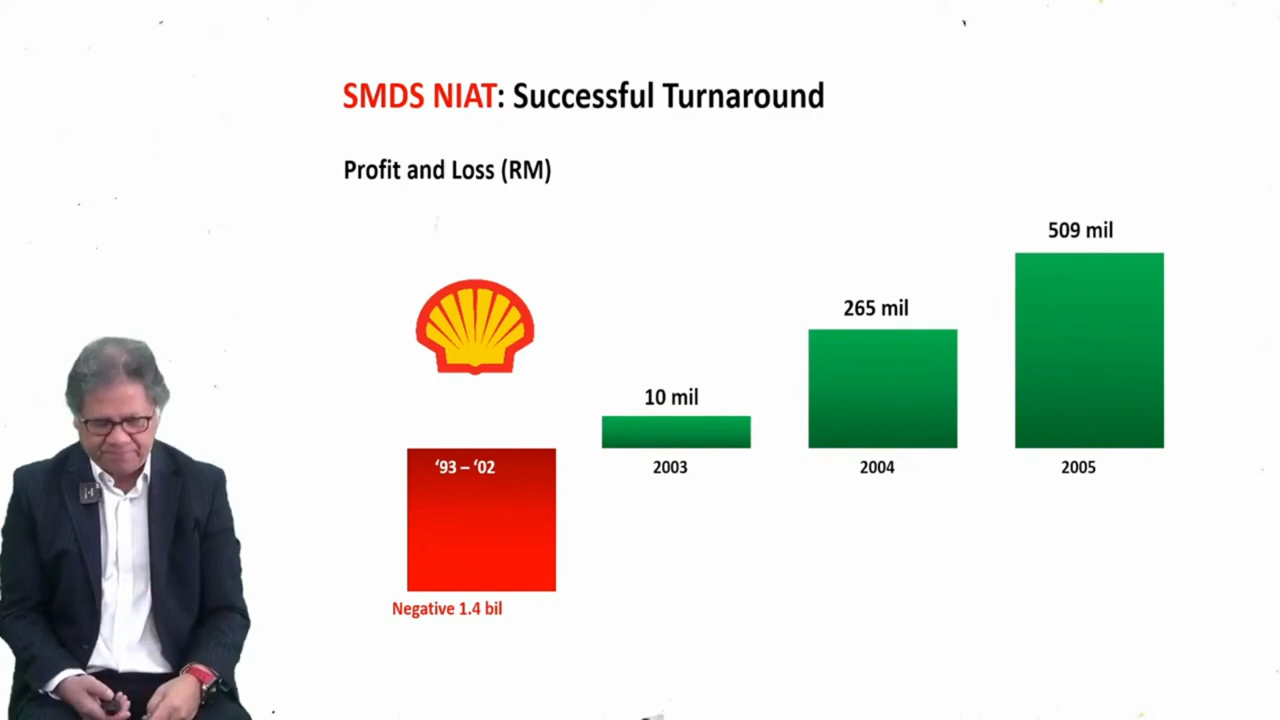 SMDS NIAT: Successful Turnaround
Profit and Loss (RM)
509 mil
265 mil
10 mil
‘93 – ‘02
2003
2004
2005
Negative 1.4 bil